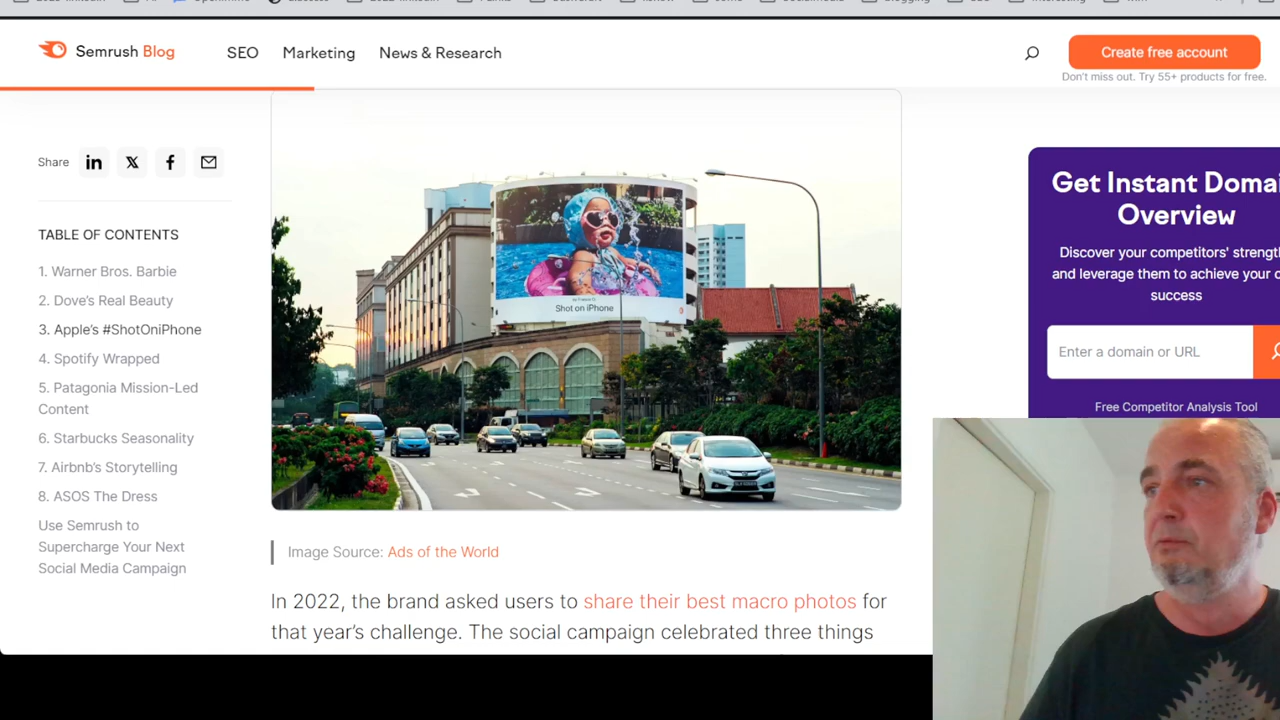 Semrush Blog
SEO
Marketing
News & Research
Create free account
Don't miss out. Try 55+ products for free.
Share
in
X
f
TABLE OF CONTENTS
1. Warner Bros. Barbie
2. Dove's Real Beauty
3. Apple's #ShotOniPhone
4. Spotify Wrapped
5. Patagonia Mission-Led
Content
6. Starbucks Seasonality
7. Airbnb's Storytelling
8. ASOS The Dress
Use Semrush to
Supercharge Your Next
Social Media Campaign
Shot on iPhone
Image Source: Ads of the World
In 2022, the brand asked users to share their best macro photos for
that year's challenge. The social campaign celebrated three things
Get Instant Domai
Overview
Discover your competitors' strengt
and leverage them to achieve your o
success
Enter a domain or URL
Free Competitor Analysis Tool